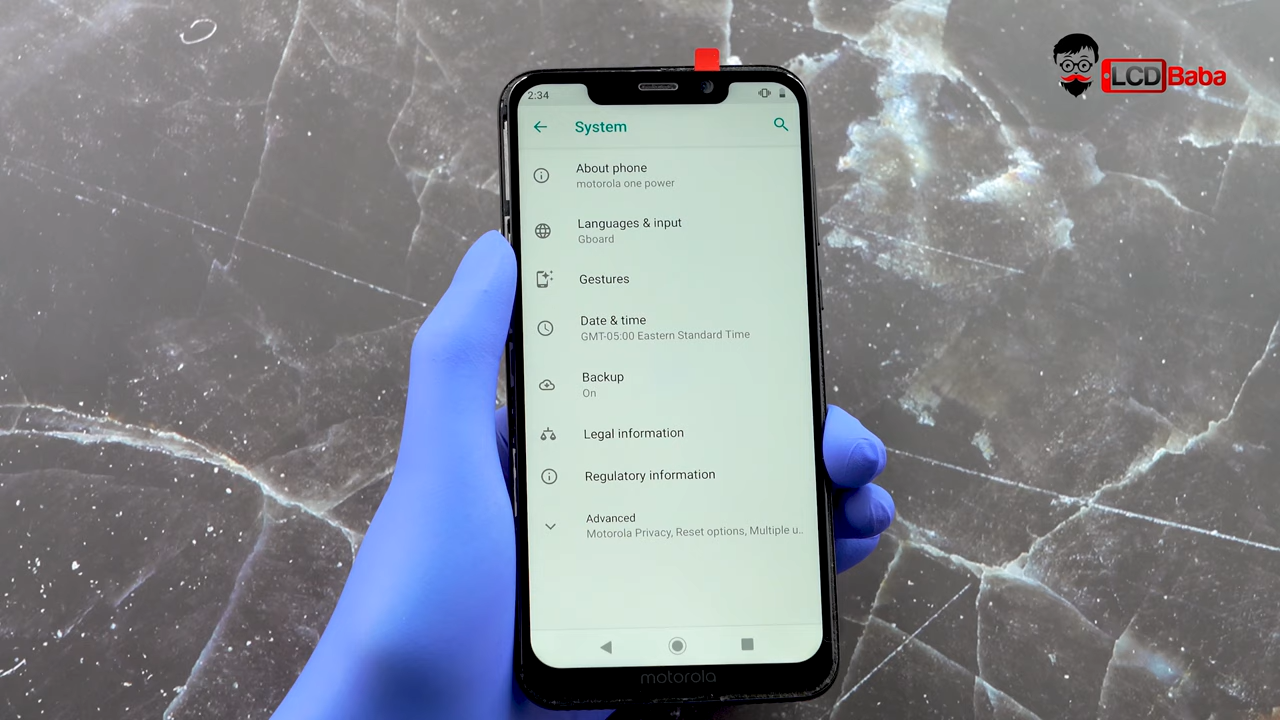 LCD Baba
2:34
System
About phone
motorola one power
Languages & input
Gboard
Gestures
Date & time
GMT-05:00 Eastern Standard Time
Backup
On
Legal information
Regulatory information
Advanced
Motorola Privacy, Reset options, Multiple u..
motorola